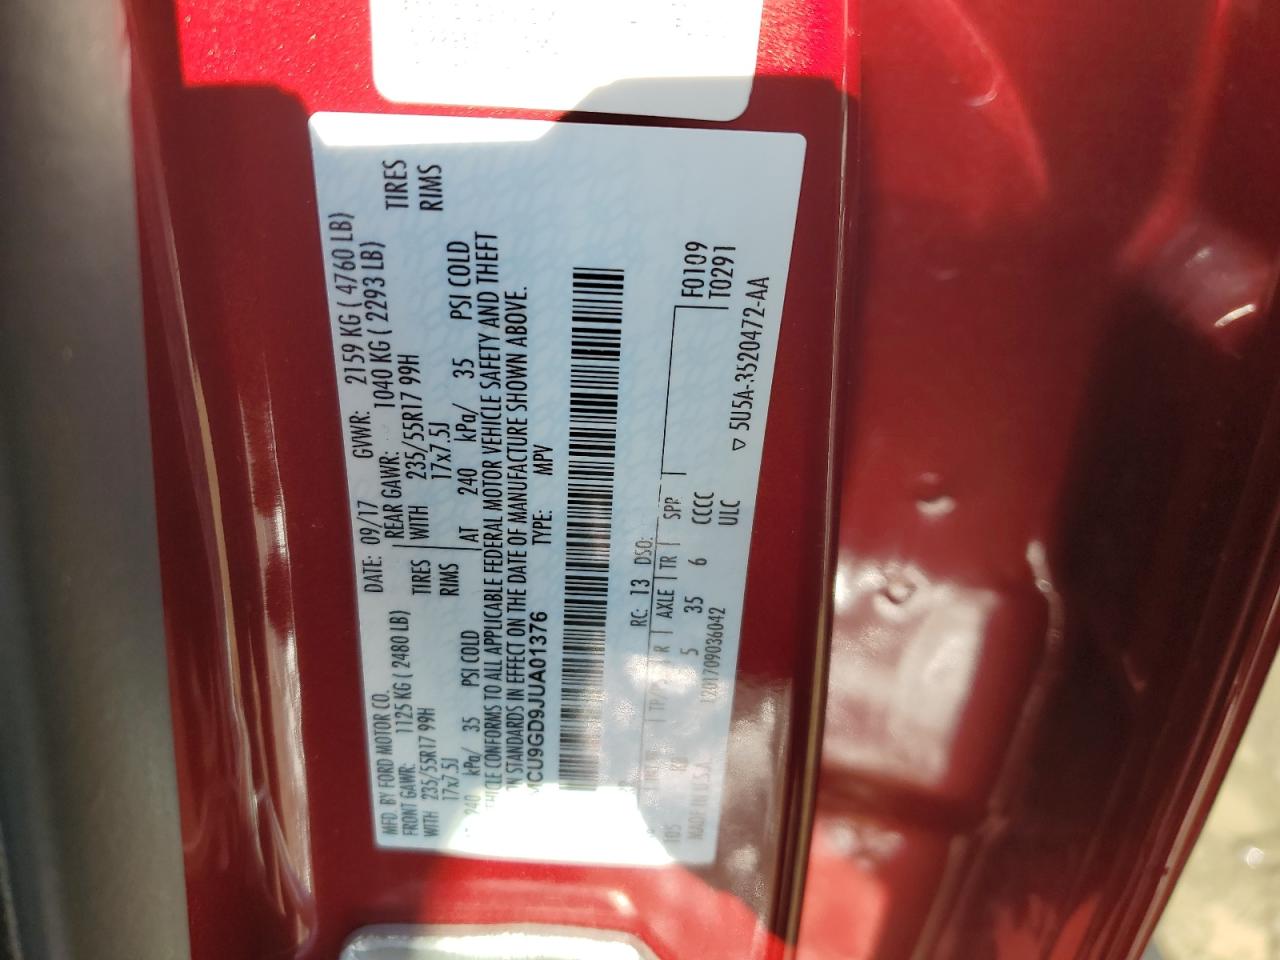 MFD. BY FORD MOTOR CO.
DATE: 09/17 GVWR: 2159 KG ( 4760 LB)
FRONT GAWR: 1125 KG ( 2480 LB) REAR GAWR: 1040 KG ( 2293 LB)
WITH 235/55R17 99H TIRES WITH 235/55R17 99H TIRES
17x7.5J RIMS 17x7.5J RIMS
240 kPa/ 35 PSI COLD AT 240 kPa/ 35 PSI COLD
VEHICLE CONFORMS TO ALL APPLICABLE FEDERAL MOTOR VEHICLE SAFETY AND THEFT
STANDARDS IN EFFECT ON THE DATE OF MANUFACTURE SHOWN ABOVE.
CU9GD9JUA01376 TYPE: MPV
F0109
T0291
RC: 13 DSO:
R AXLE TR SPP
5 35 6 CCCC
MADE IN U.S.A. 1201709036042 ULC
▽ 5U5A-3520472-AA